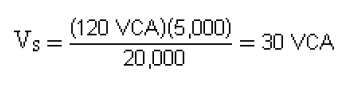 Vs = (120 VCA)(5,000) / 20,000 = 30 VCA